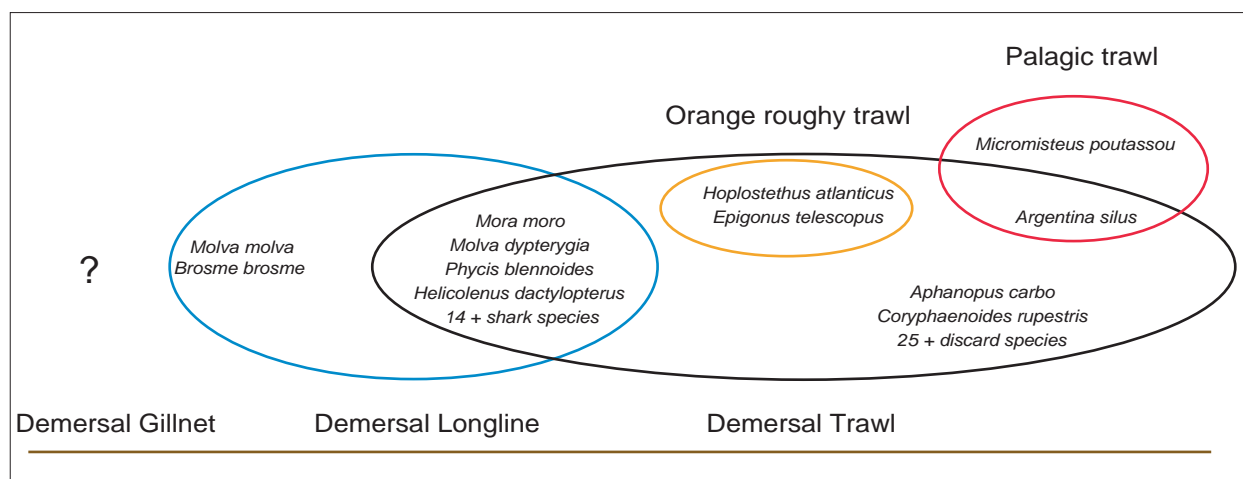 Palagic trawl
Orange roughy trawl
Micromisteus poutassou
Hoplostethus atlanticus
Epigonus telescopus
Argentina silus
Mora moro
Molva dypterygia
Phycis blennoides
Helicolenus dactylopterus
14 + shark species
Molva molva
Brosme brosme
?
Aphanopus carbo
Coryphaenoides rupestris
25 + discard species
Demersal Gillnet
Demersal Longline
Demersal Trawl